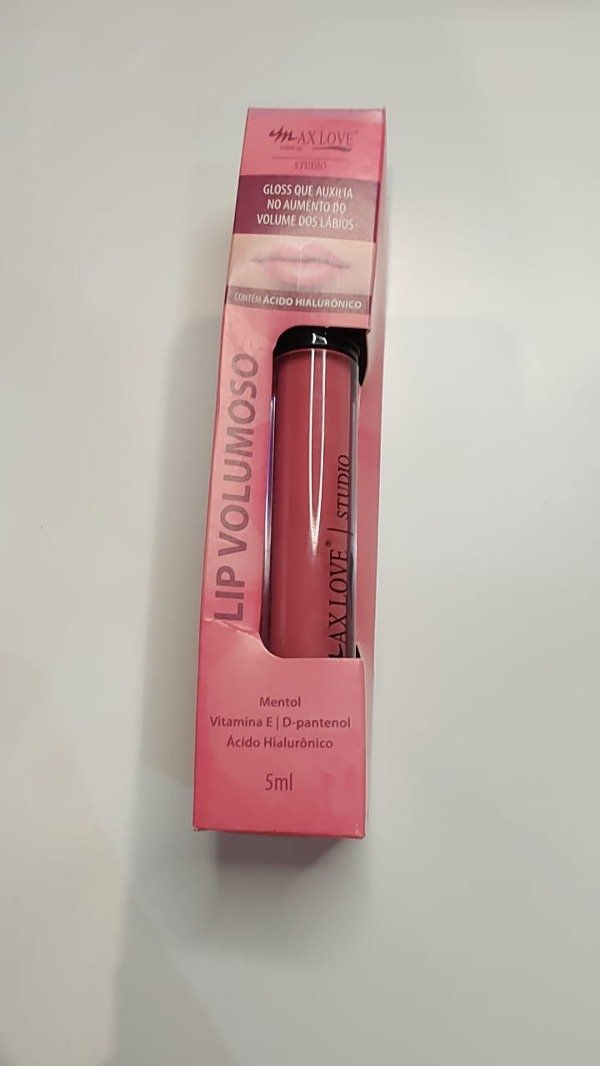 MAX LOVE®
STUDIO
GLOSS QUE AUXILIA
NO AUMENTO DO
VOLUME DOS LÁBIOS
CONTÉM ÁCIDO HIALURÔNICO
LIP VOLUMOSO
MAX LOVE® | STUDIO
Mentol
Vitamina E | D-pantenol
Ácido Hialurônico
5ml